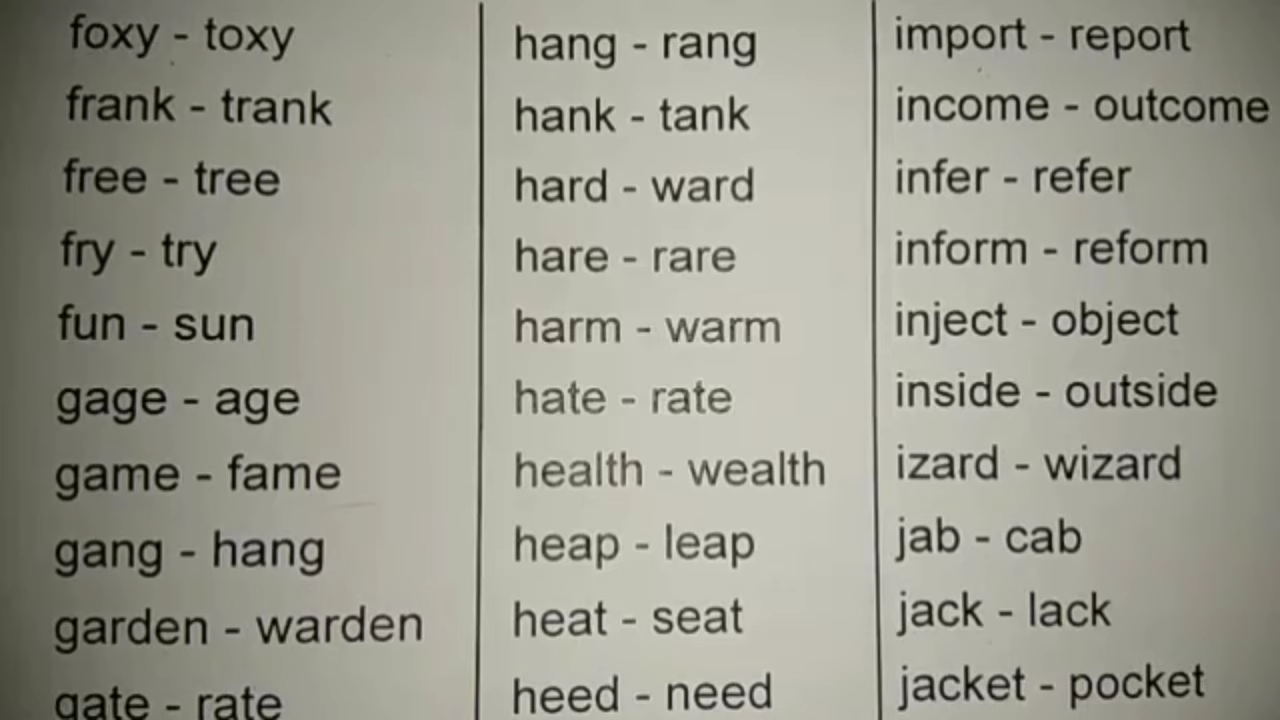 foxy - toxy
frank - trank
free - tree
fry - try
fun - sun
gage - age
game - fame
gang - hang
garden - warden
gate - rate
hang - rang
hank - tank
hard - ward
hare - rare
harm - warm
hate - rate
health - wealth
heap - leap
heat - seat
heed - need
import - report
income - outcome
infer - refer
inform - reform
inject - object
inside - outside
izard - wizard
jab - cab
jack - lack
jacket - pocket